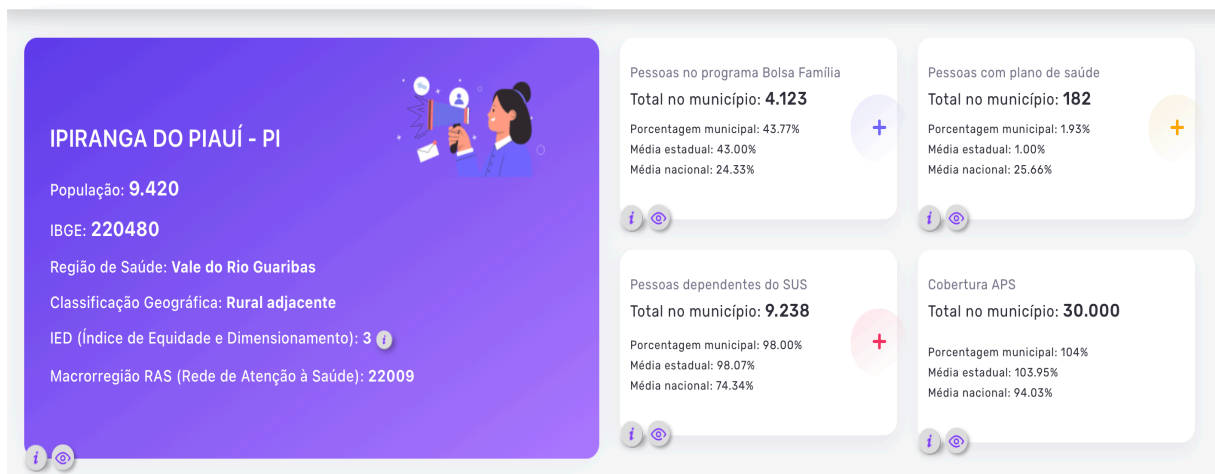 IPIRANGA DO PIAUÍ - PI
População: 9.420
IBGE: 220480
Região de Saúde: Vale do Rio Guaribas
Classificação Geográfica: Rural adjacente
IED (Índice de Equidade e Dimensionamento): 3 i
Macrorregião RAS (Rede de Atenção à Saúde): 22009
i
Pessoas no programa Bolsa Família
Total no município: 4.123
Porcentagem municipal: 43.77%
Média estadual: 43.00%
Média nacional: 24.33%
+
i
Pessoas com plano de saúde
Total no município: 182
Porcentagem municipal: 1.93%
Média estadual: 1.00%
Média nacional: 25.66%
+
i
Pessoas dependentes do SUS
Total no município: 9.238
Porcentagem municipal: 98.00%
Média estadual: 98.07%
Média nacional: 74.34%
+
i
Cobertura APS
Total no município: 30.000
Porcentagem municipal: 104%
Média estadual: 103.95%
Média nacional: 94.03%
i